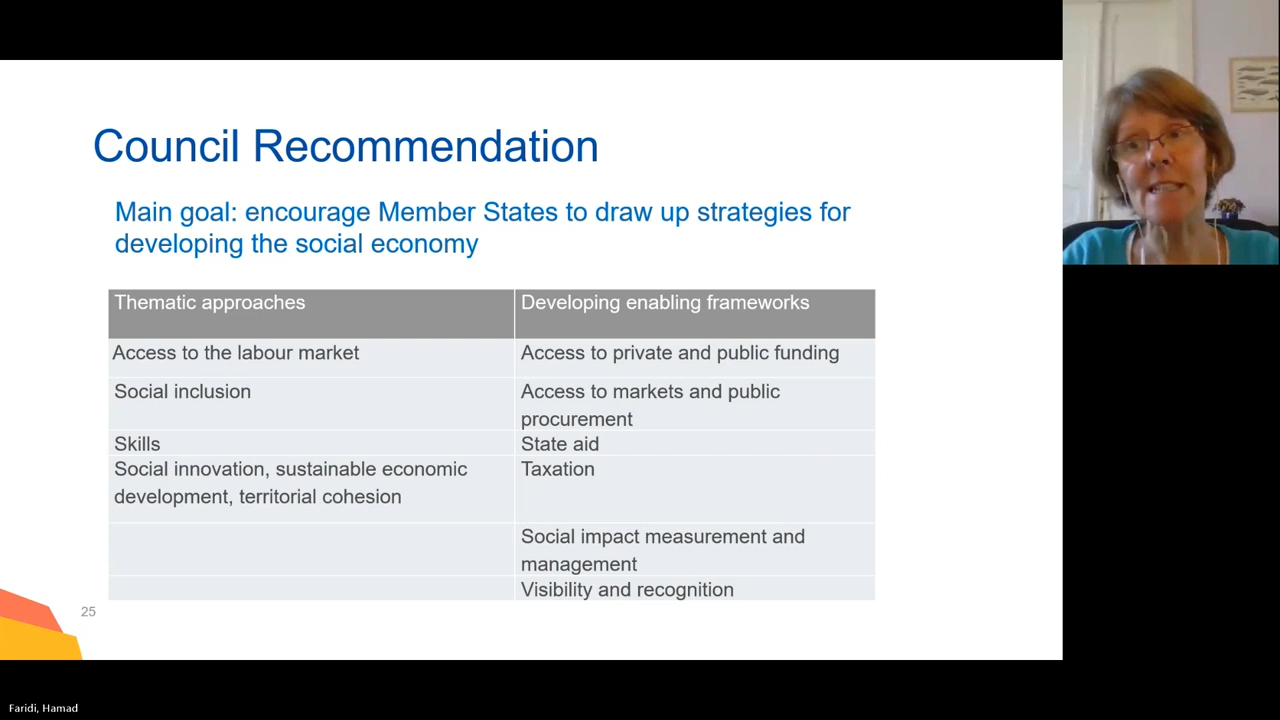 Council Recommendation
Main goal: encourage Member States to draw up strategies for
developing the social economy
Thematic approaches
Developing enabling frameworks
Access to the labour market
Access to private and public funding
Social inclusion
Access to markets and public
procurement
Skills
State aid
Social innovation, sustainable economic
development, territorial cohesion
Taxation
Social impact measurement and
management
Visibility and recognition
25
Faridi, Hamad